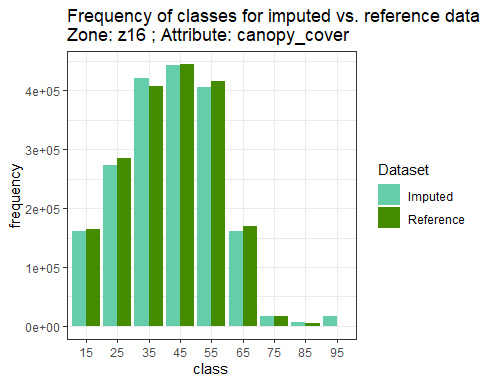 Frequency of classes for imputed vs. reference data
Zone: z16 ; Attribute: canopy_cover
4e+05
3e+05
2e+05
1e+05
0e+00
frequency
15 25 35 45 55 65 75 85 95
class
Dataset
Imputed
Reference